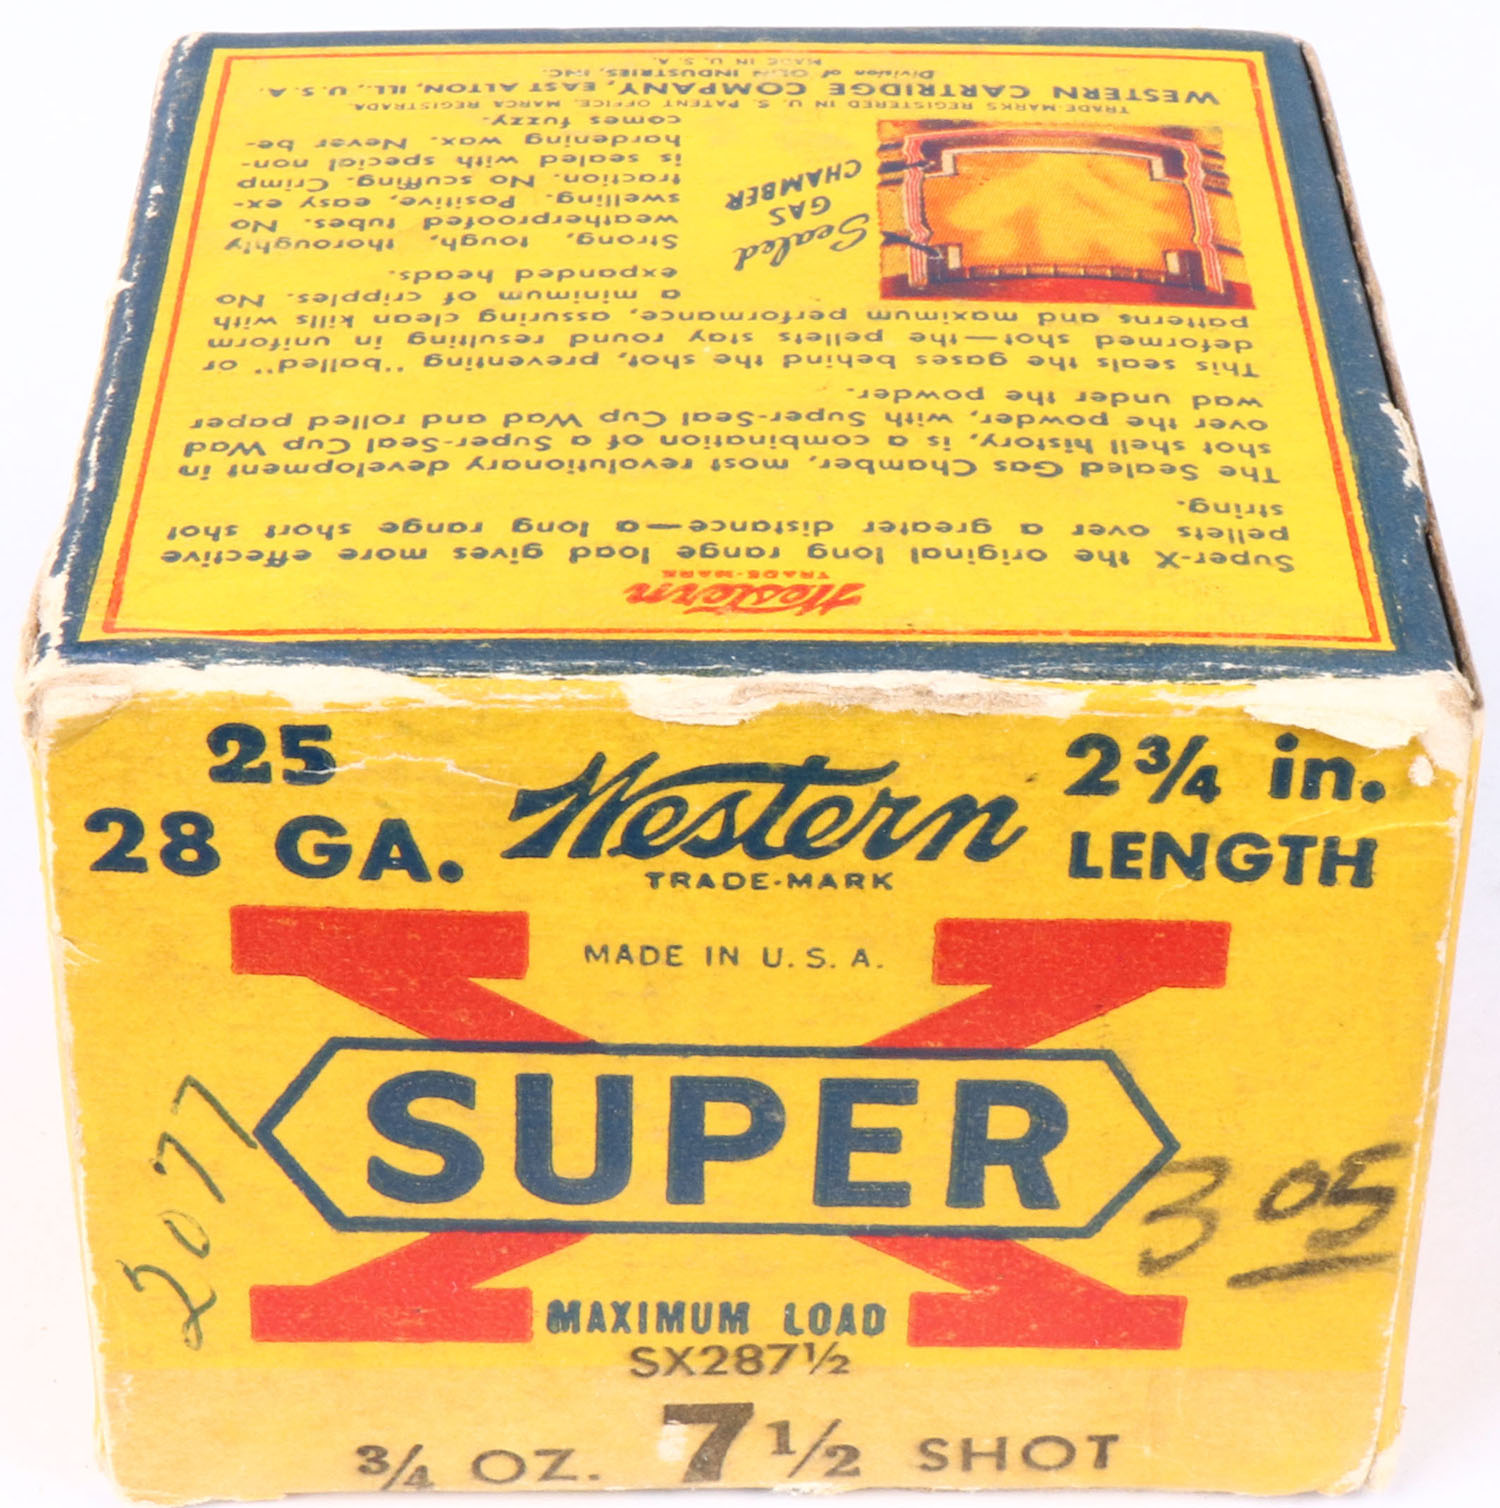 Western
TRADE-MARK
Super-X the original long range load gives more effective
pellets over a greater distance—a long range short shot
string.
The Sealed Gas Chamber, most revolutionary development in
shot shell history, is a combination of a Super-Seal Cup Wad
over the powder, with Super-Seal Cup Wad and rolled paper
wad under the powder.
This seals the gases behind the shot, preventing "balled" or
deformed shot—the pellets stay round resulting in uniform
patterns and maximum performance, assuring clean kills with
a minimum of cripples. No
expanded heads.
Strong, tough, thoroughly
weatherproofed tubes. No
swelling. Positive, easy ex-
traction. No scuffing. Crimp
is sealed with special non-
hardening wax. Never be-
comes fuzzy.
Sealed
GAS
CHAMBER
TRADE-MARKS REGISTERED IN U. S. PATENT OFFICE. MARCA REGISTRADA.
WESTERN CARTRIDGE COMPANY, EAST ALTON, ILL., U. S. A.
Division of OLIN INDUSTRIES, INC.
MADE IN U. S. A.
25
28 GA.
Western
TRADE-MARK
2 3/4 in.
LENGTH
MADE IN U. S. A.
X
SUPER
2077
3 05
MAXIMUM LOAD
SX287½
¾ OZ. 7½ SHOT